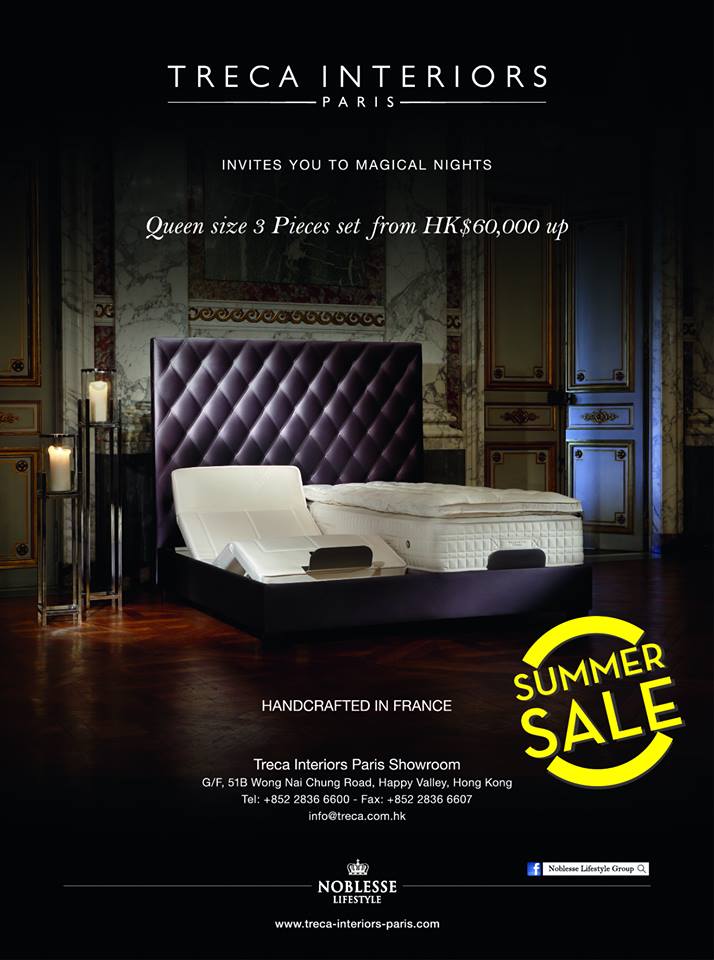 TRECA INTERIORS
PARIS
INVITES YOU TO MAGICAL NIGHTS
Queen size 3 Pieces set from HK$60,000 up
SUMMER
SALE
HANDCRAFTED IN FRANCE
Treca Interiors Paris Showroom
G/F, 51B Wong Nai Chung Road, Happy Valley, Hong Kong
Tel: +852 2836 6600 - Fax: +852 2836 6607
info@treca.com.hk
f Noblesse Lifestyle Group
NOBLESSE
LIFESTYLE
www.treca-interiors-paris.com